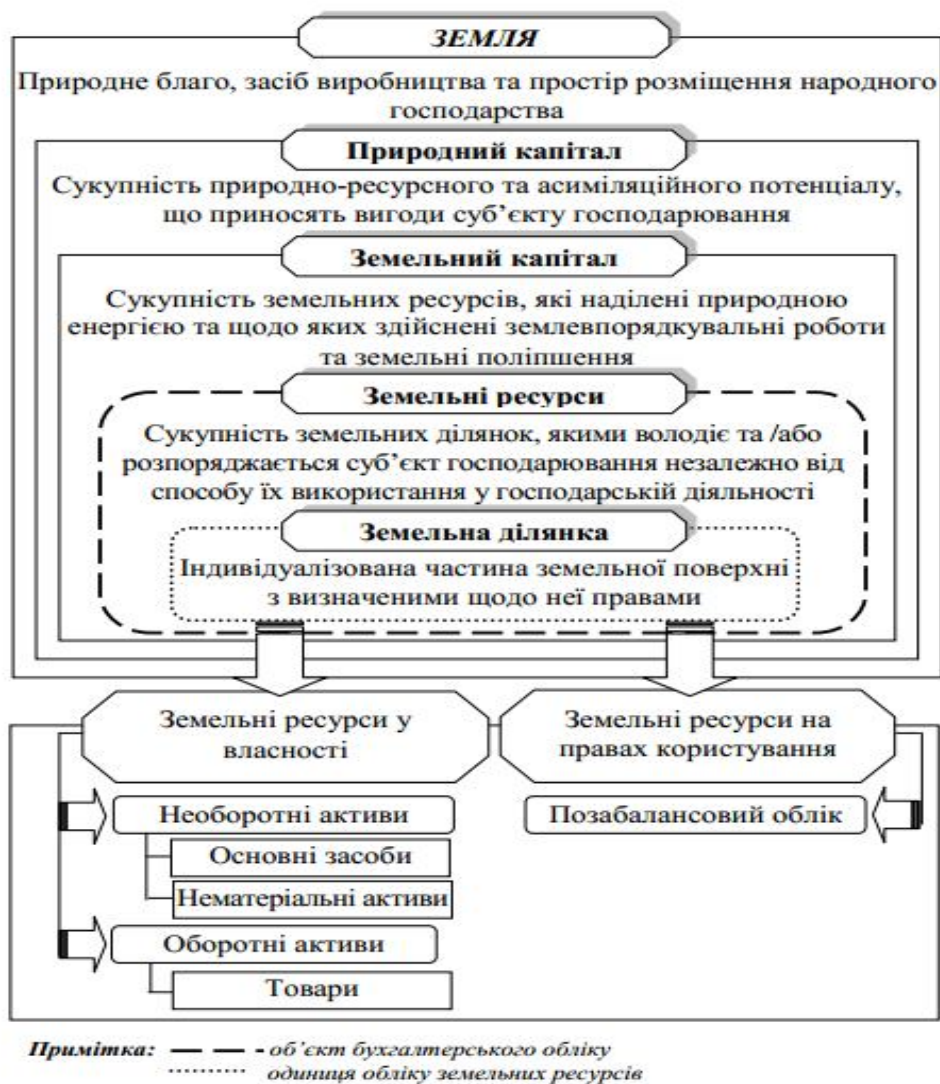 ЗЕМЛЯ
Природне благо, засіб виробництва та простір розміщення народного
господарства
Природний капітал
Сукупність природно-ресурсного та асиміляційного потенціалу,
що приносять вигоди суб’єкту господарювання
Земельний капітал
Сукупність земельних ресурсів, які наділені природною
енергією та щодо яких здійснені землевпорядкувальні роботи
та земельні поліпшення
Земельні ресурси
Сукупність земельних ділянок, якими володіє та /або
розпоряджається суб’єкт господарювання незалежно від
способу їх використання у господарській діяльності
Земельна ділянка
Індивідуалізована частина земельної поверхні
з визначеними щодо неї правами
Земельні ресурси у
власності
Земельні ресурси на
правах користування
Необоротні активи
Позабалансовий облік
Основні засоби
Нематеріальні активи
Оборотні активи
Товари
Примітка: - об’єкт бухгалтерського обліку
одиниця обліку земельних ресурсів